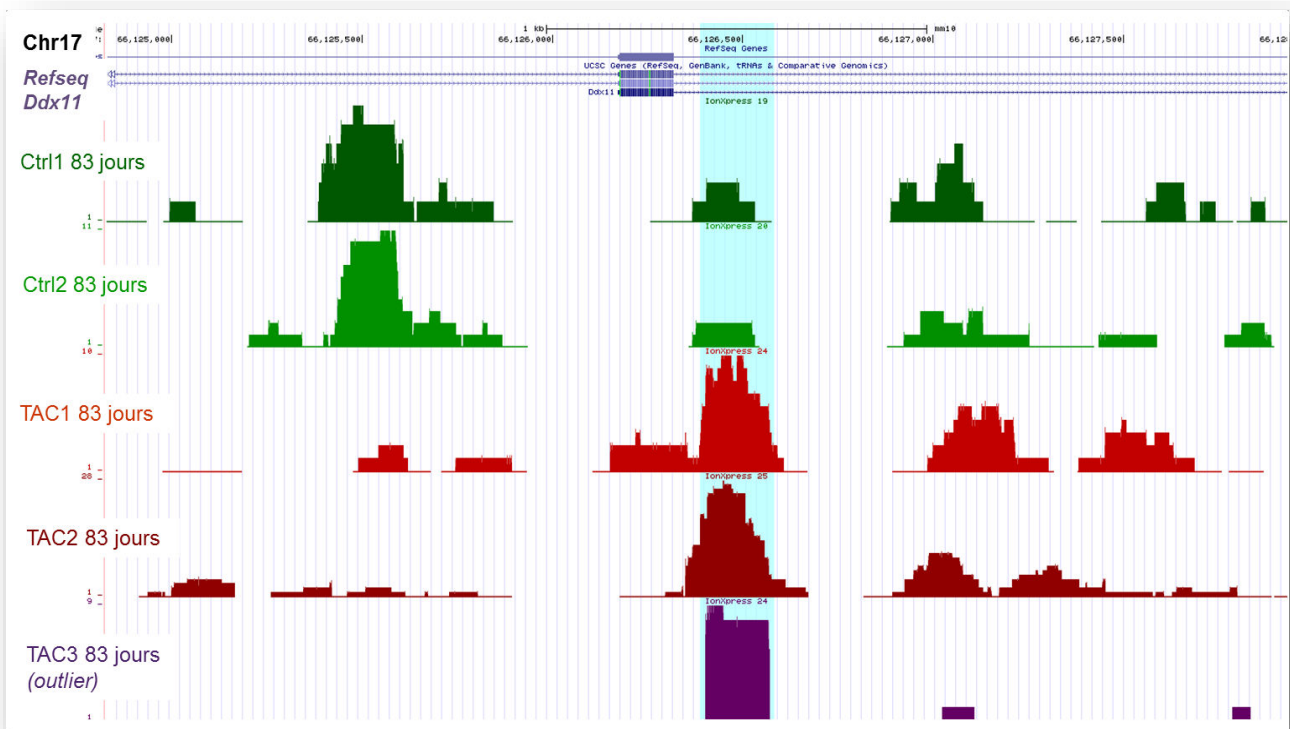 1 kb mm10
Chr17
66,125,000 66,125,500 66,126,000 66,126,500 66,127,000 66,127,500 66,12
RefSeq Genes
UCSC Genes (RefSeq, GenBank, tRNAs & Comparative Genomics)
Refseq
Ddx11
Ddx11
IonXpress 19
Ctrl1 83 jours
1 _
IonXpress 20
11 _
Ctrl2 83 jours
1 _
IonXpress 24
10 _
TAC1 83 jours
1 _
IonXpress 25
28 _
TAC2 83 jours
1 _
IonXpress 24
9 _
TAC3 83 jours
(outlier)
1